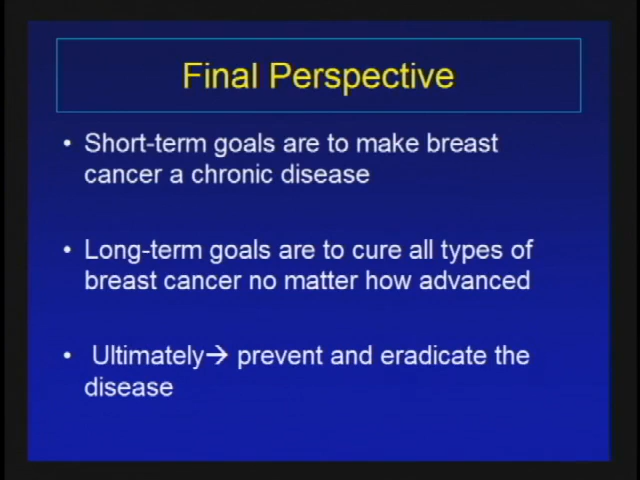 Final Perspective
• Short-term goals are to make breast
cancer a chronic disease
• Long-term goals are to cure all types of
breast cancer no matter how advanced
• Ultimately→ prevent and eradicate the
disease